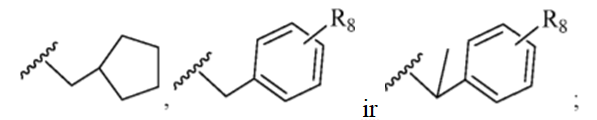 R₈ R₈
, ir ;